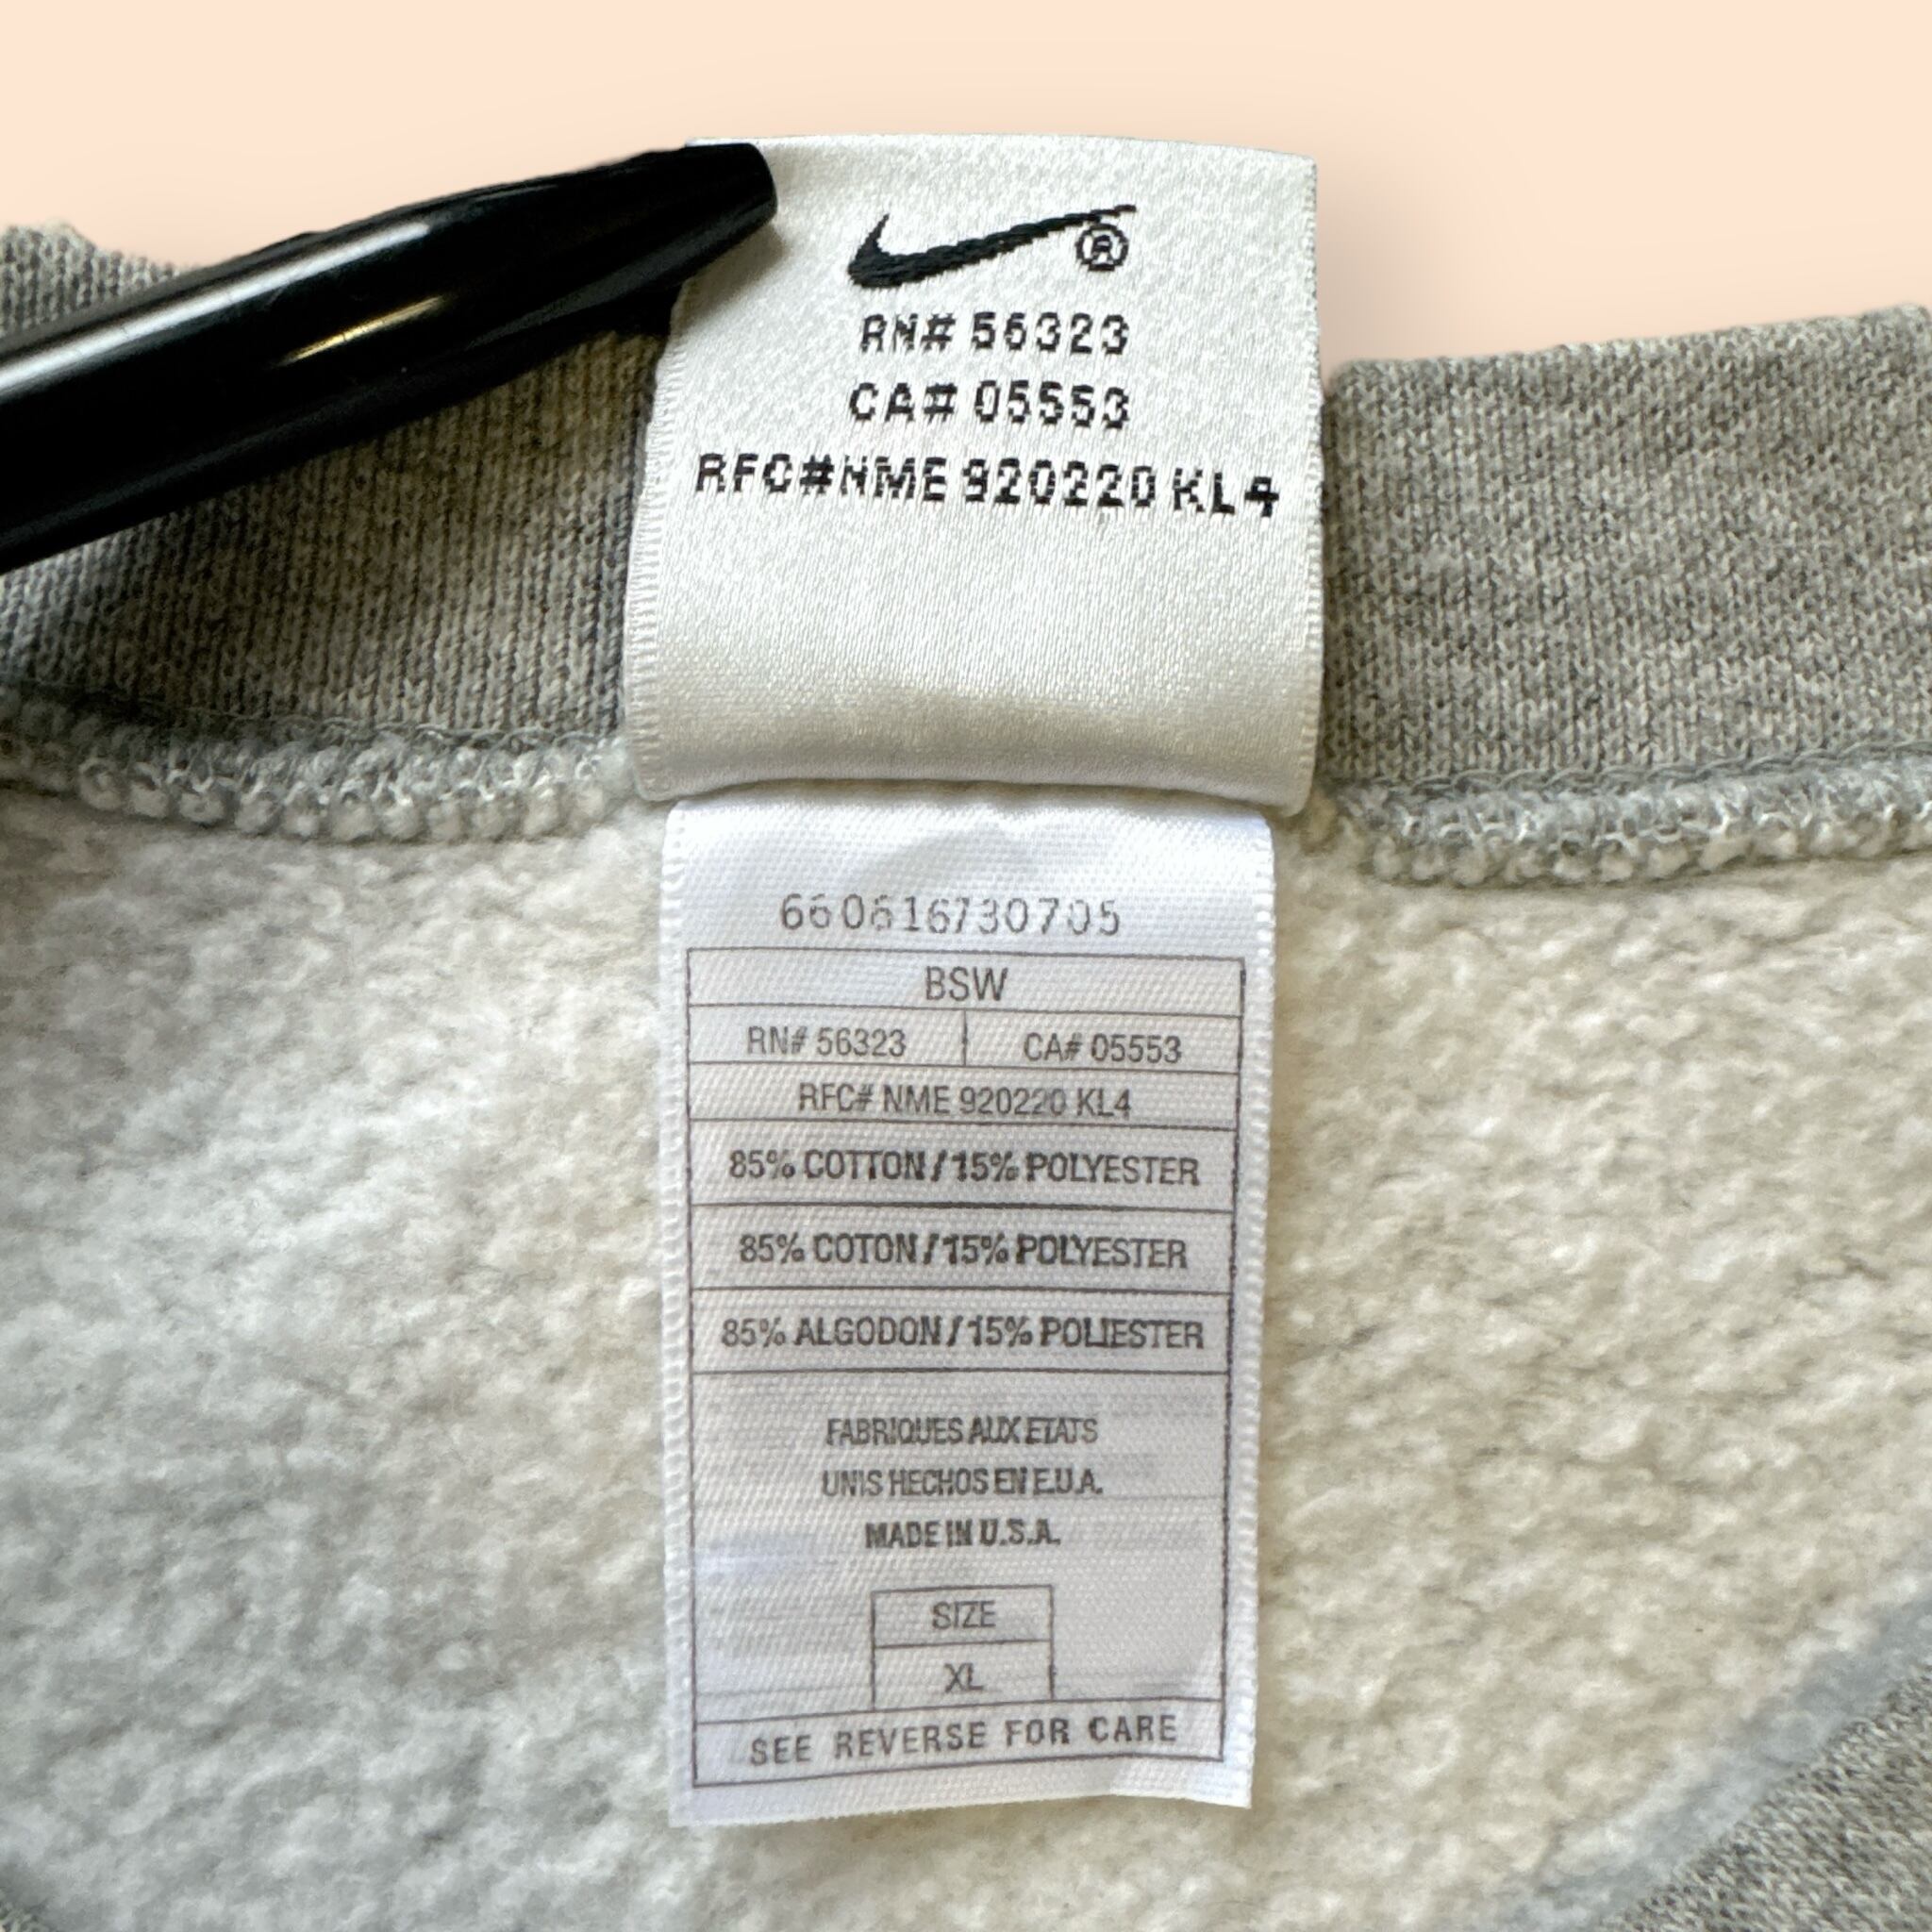 ®
RN# 56323
CA# 05553
RFC#NME 920220 KL4
660616730705
BSW
RN# 56323 CA# 05553
RFC# NME 920220 KL4
85% COTTON / 15% POLYESTER
85% COTON / 15% POLYESTER
85% ALGODON / 15% POLIESTER
FABRIQUES AUX ETATS
UNIS HECHOS EN E.U.A.
MADE IN U.S.A.
SIZE
XL
SEE REVERSE FOR CARE